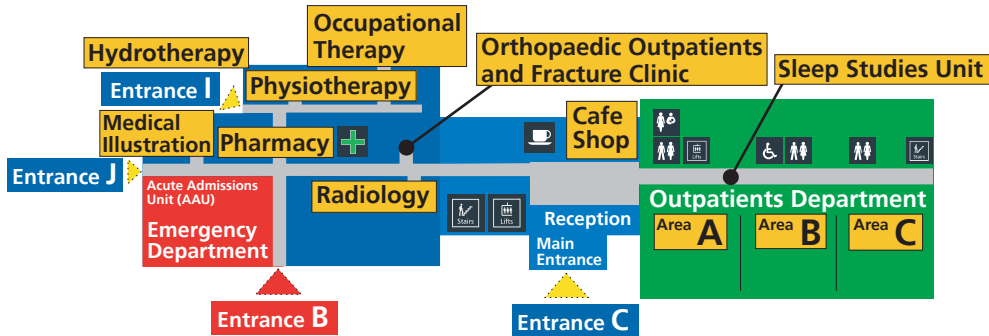 Hydrotherapy
Occupational
Therapy
Orthopaedic Outpatients
and Fracture Clinic
Sleep Studies Unit
Entrance I
Physiotherapy
Medical
Illustration
Pharmacy
Cafe
Shop
Lifts
Stairs
Entrance J
Acute Admissions
Unit (AAU)
Radiology
Emergency
Department
Stairs
Lifts
Reception
Main
Entrance
Outpatients Department
Area A
Area B
Area C
Entrance B
Entrance C